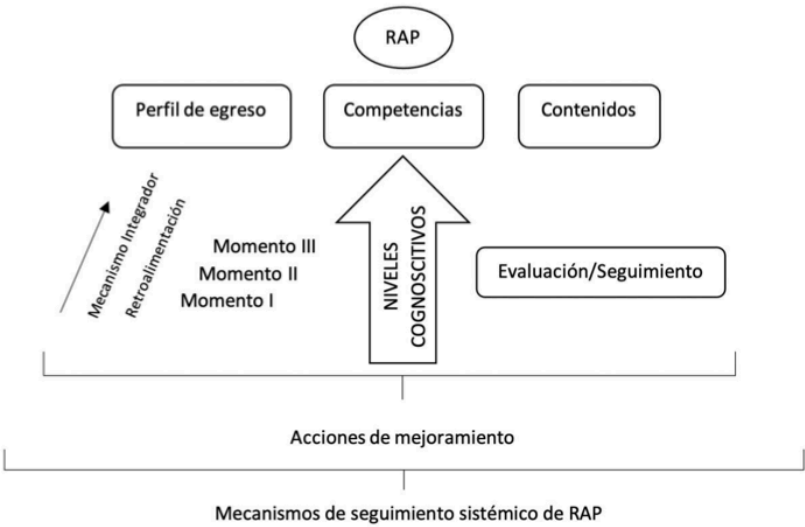 RAP
Perfil de egreso
Competencias
Contenidos
Mecanismo Integrador
Retroalimentación
Momento III
Momento II
Momento I
NIVELES
COGNOSCITIVOS
Evaluación/Seguimiento
Acciones de mejoramiento
Mecanismos de seguimiento sistémico de RAP